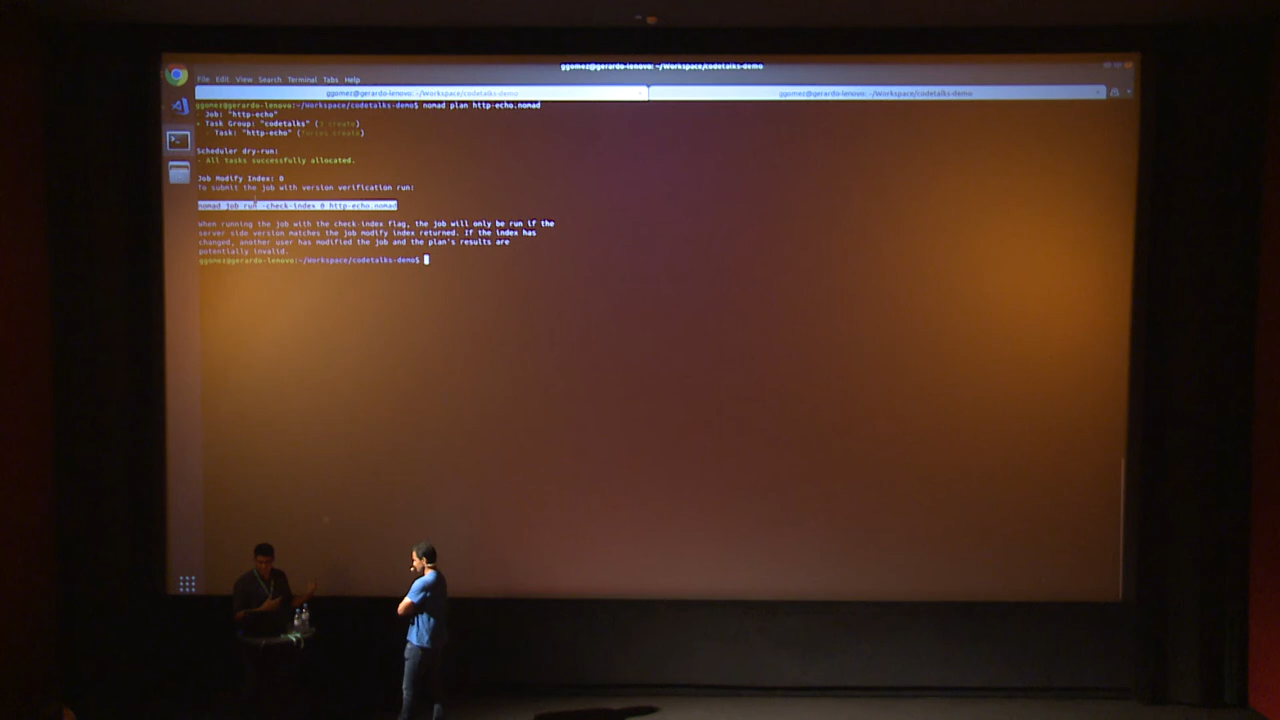 ggomez@gerardo-lenovo: ~/Workspace/codetalks-demo
File Edit View Search Terminal Tabs Help
ggomez@gerardo-lenovo: ~/Workspace/codetalks-demo
ggomez@gerardo-lenovo: ~/Workspace/codetalks-demo
ggomez@gerardo-lenovo:~/Workspace/codetalks-demo$ nomad plan http-echo.nomad
Job: "http-echo"
Task Group: "codetalks" ( create)
Task: "http-echo" (forces create)
Scheduler dry-run:
- All tasks successfully allocated.
Job Modify Index: 0
To submit the job with version verification run:
nomad job run -check-index 0 http-echo.nomad
When running the job with the check-index flag, the job will only be run if the
server side version matches the job modify index returned. If the index has
changed, another user has modified the job and the plan's results are
potentially invalid.
ggomez@gerardo-lenovo:~/Workspace/codetalks-demo$